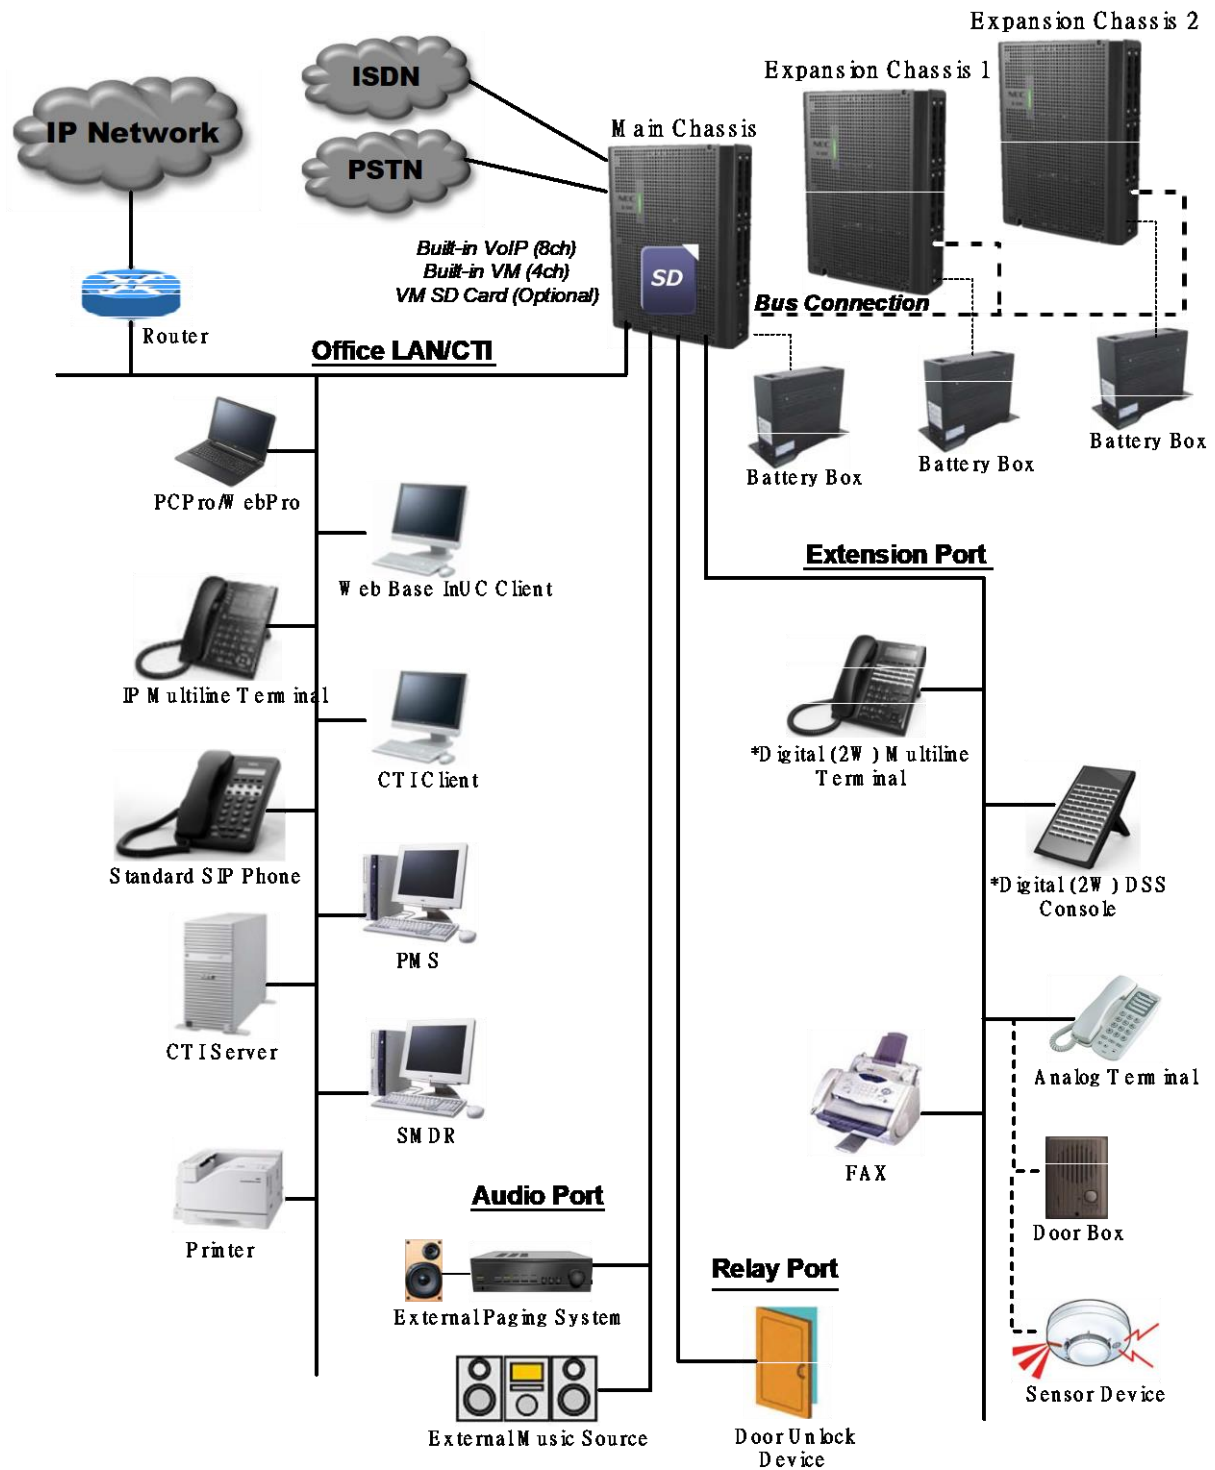 Expansion Chassis 2
Expansion Chassis 1
ISDN
IP Network
Main Chassis
PSTN
NEC
NEC
NEC
Built-in VoIP (8ch)
Built-in VM (4ch)
VM SD Card (Optional)
SD
Bus Connection
Router
Office LAN/CTI
Battery Box
Battery Box
Battery Box
PCPro/WebPro
Web Base InUC Client
Extension Port
IP Multiline Terminal
CTI Client
*Digital (2W) Multiline
Terminal
Standard SIP Phone
*Digital (2W) DSS
Console
PMS
CTI Server
Analog Terminal
SMDR
FAX
Audio Port
Printer
Door Box
Relay Port
External Paging System
Sensor Device
External Music Source
Door Unlock
Device